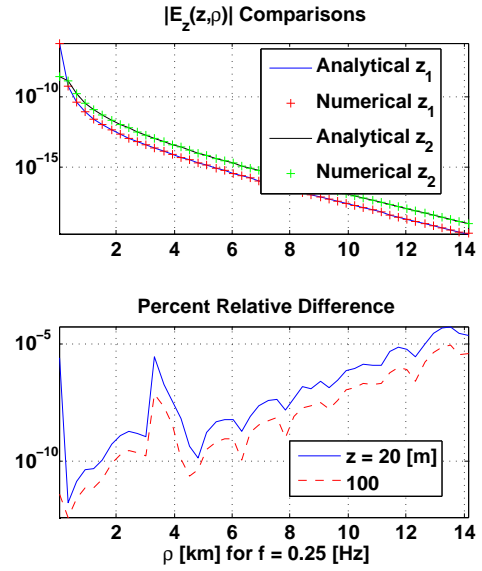 |E_z(z,ρ)| Comparisons
Analytical z_1
Numerical z_1
Analytical z_2
Numerical z_2
10^-10
10^-15
2 4 6 8 10 12 14
Percent Relative Difference
10^-5
10^-10
z = 20 [m]
100
2 4 6 8 10 12 14
ρ [km] for f = 0.25 [Hz]